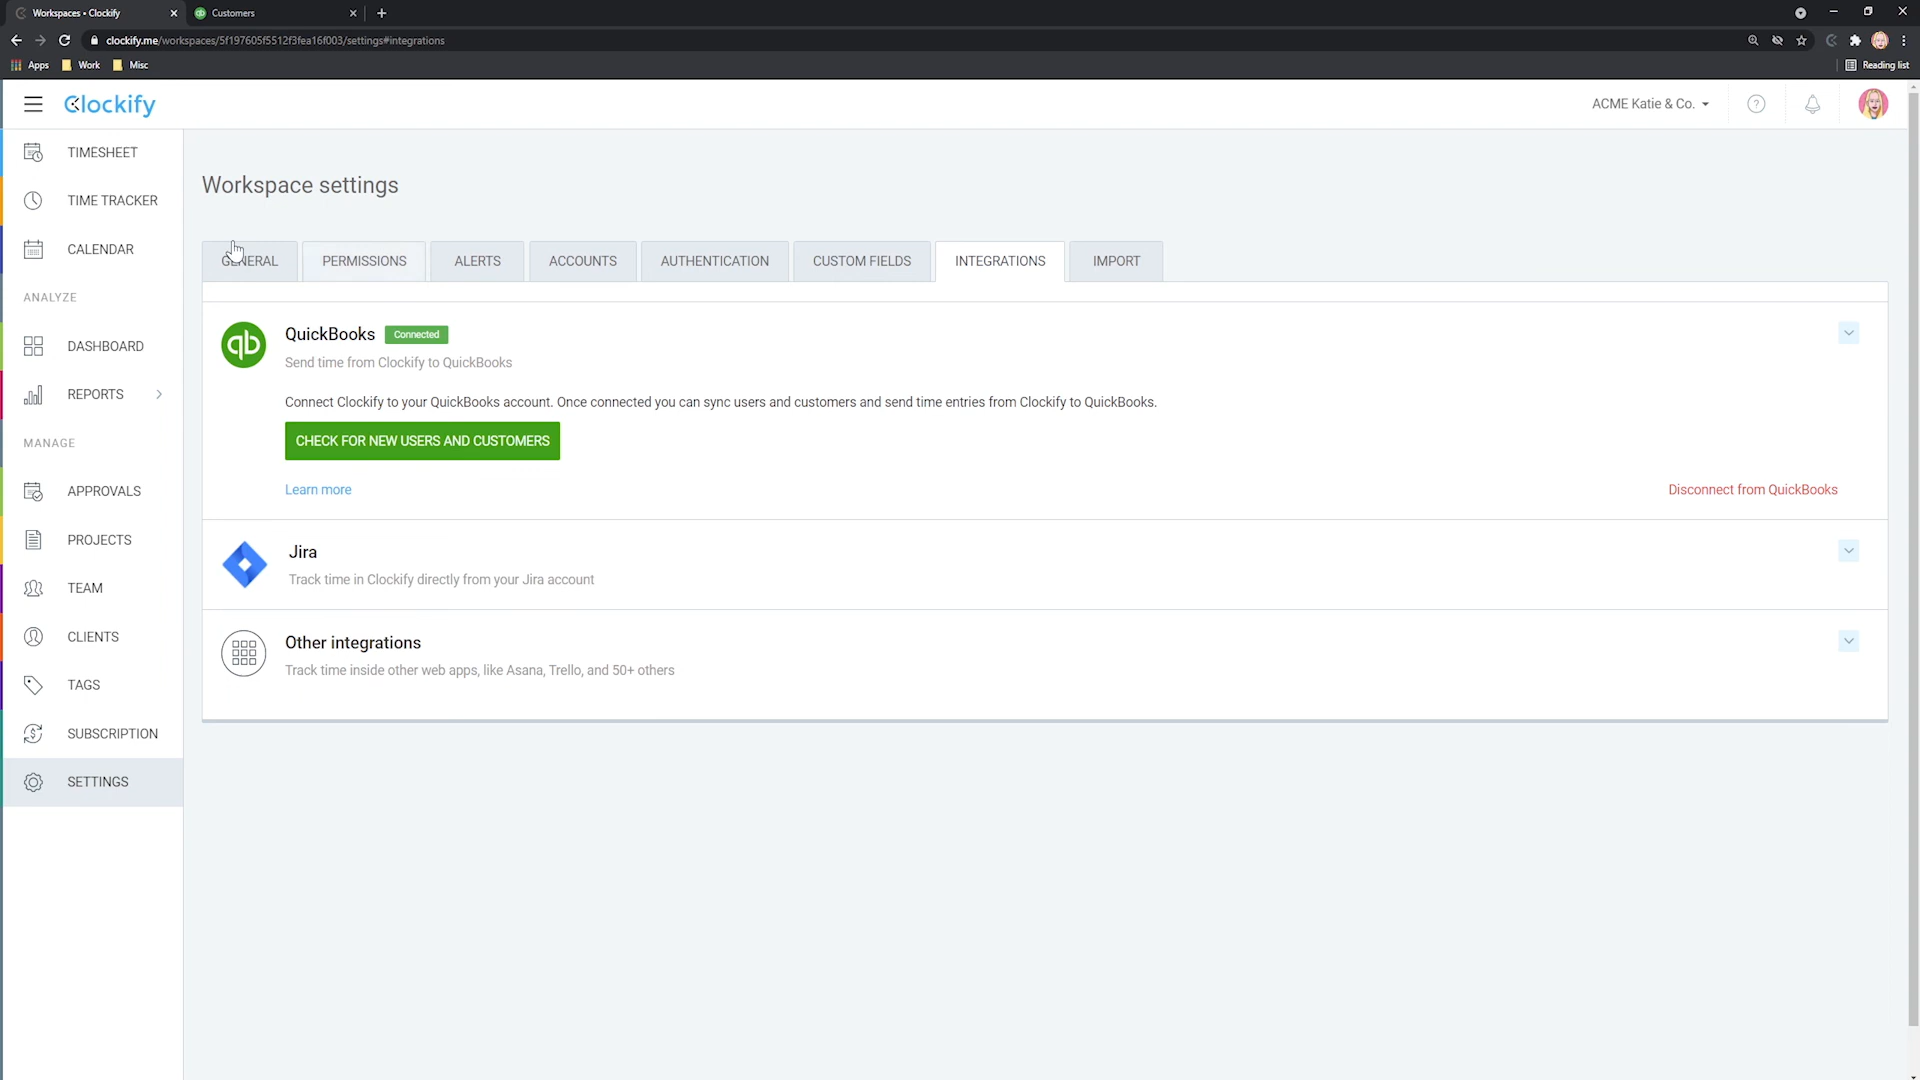 Workspaces • Clockify
Customers
clockify.me/workspaces/5f197605f5512f3fea16f003/settings#integrations
Apps
Work
Misc
Reading list
Clockify
ACME Katie & Co.
TIMESHEET
TIME TRACKER
CALENDAR
ANALYZE
DASHBOARD
REPORTS
MANAGE
APPROVALS
PROJECTS
TEAM
CLIENTS
TAGS
SUBSCRIPTION
SETTINGS
Workspace settings
GENERAL
PERMISSIONS
ALERTS
ACCOUNTS
AUTHENTICATION
CUSTOM FIELDS
INTEGRATIONS
IMPORT
qb
QuickBooks
Connected
Send time from Clockify to QuickBooks
Connect Clockify to your QuickBooks account. Once connected you can sync users and customers and send time entries from Clockify to QuickBooks.
CHECK FOR NEW USERS AND CUSTOMERS
Learn more
Disconnect from QuickBooks
Jira
Track time in Clockify directly from your Jira account
Other integrations
Track time inside other web apps, like Asana, Trello, and 50+ others